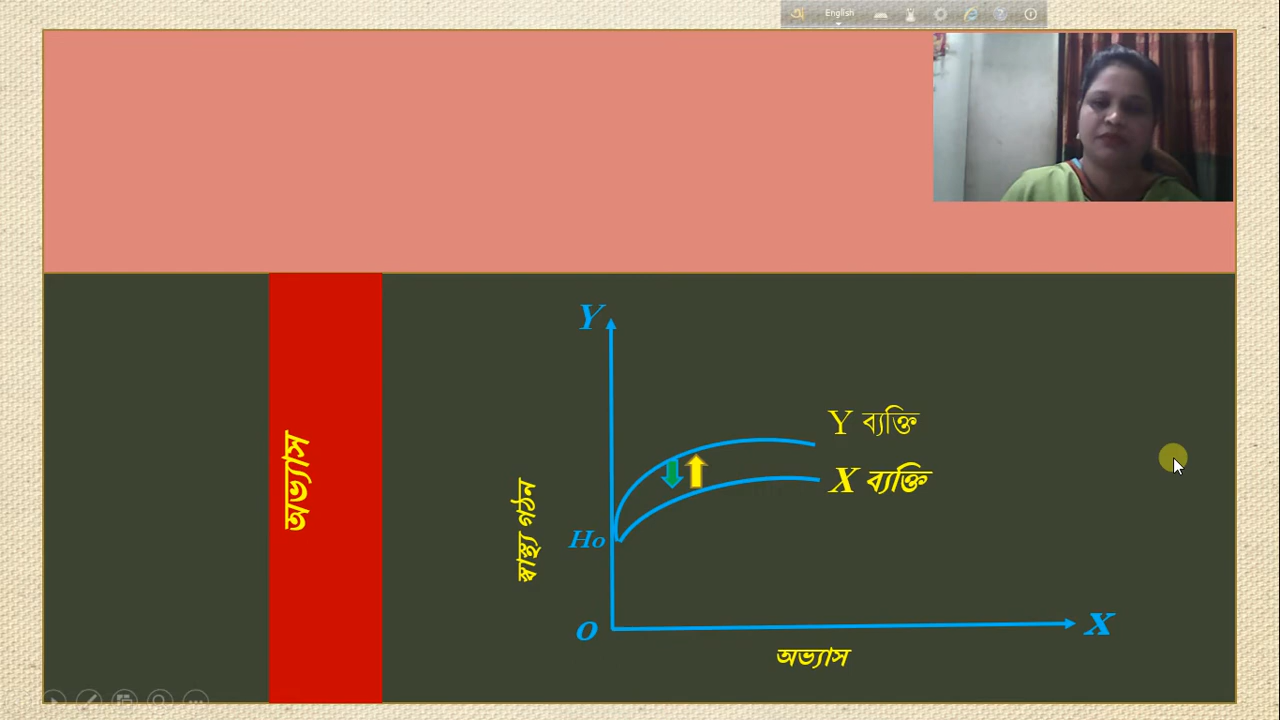 English
Y
Y ব্যক্তি
X ব্যক্তি
অভ্যাস
স্বাস্থ্য গঠন
Ho
O
X
অভ্যাস